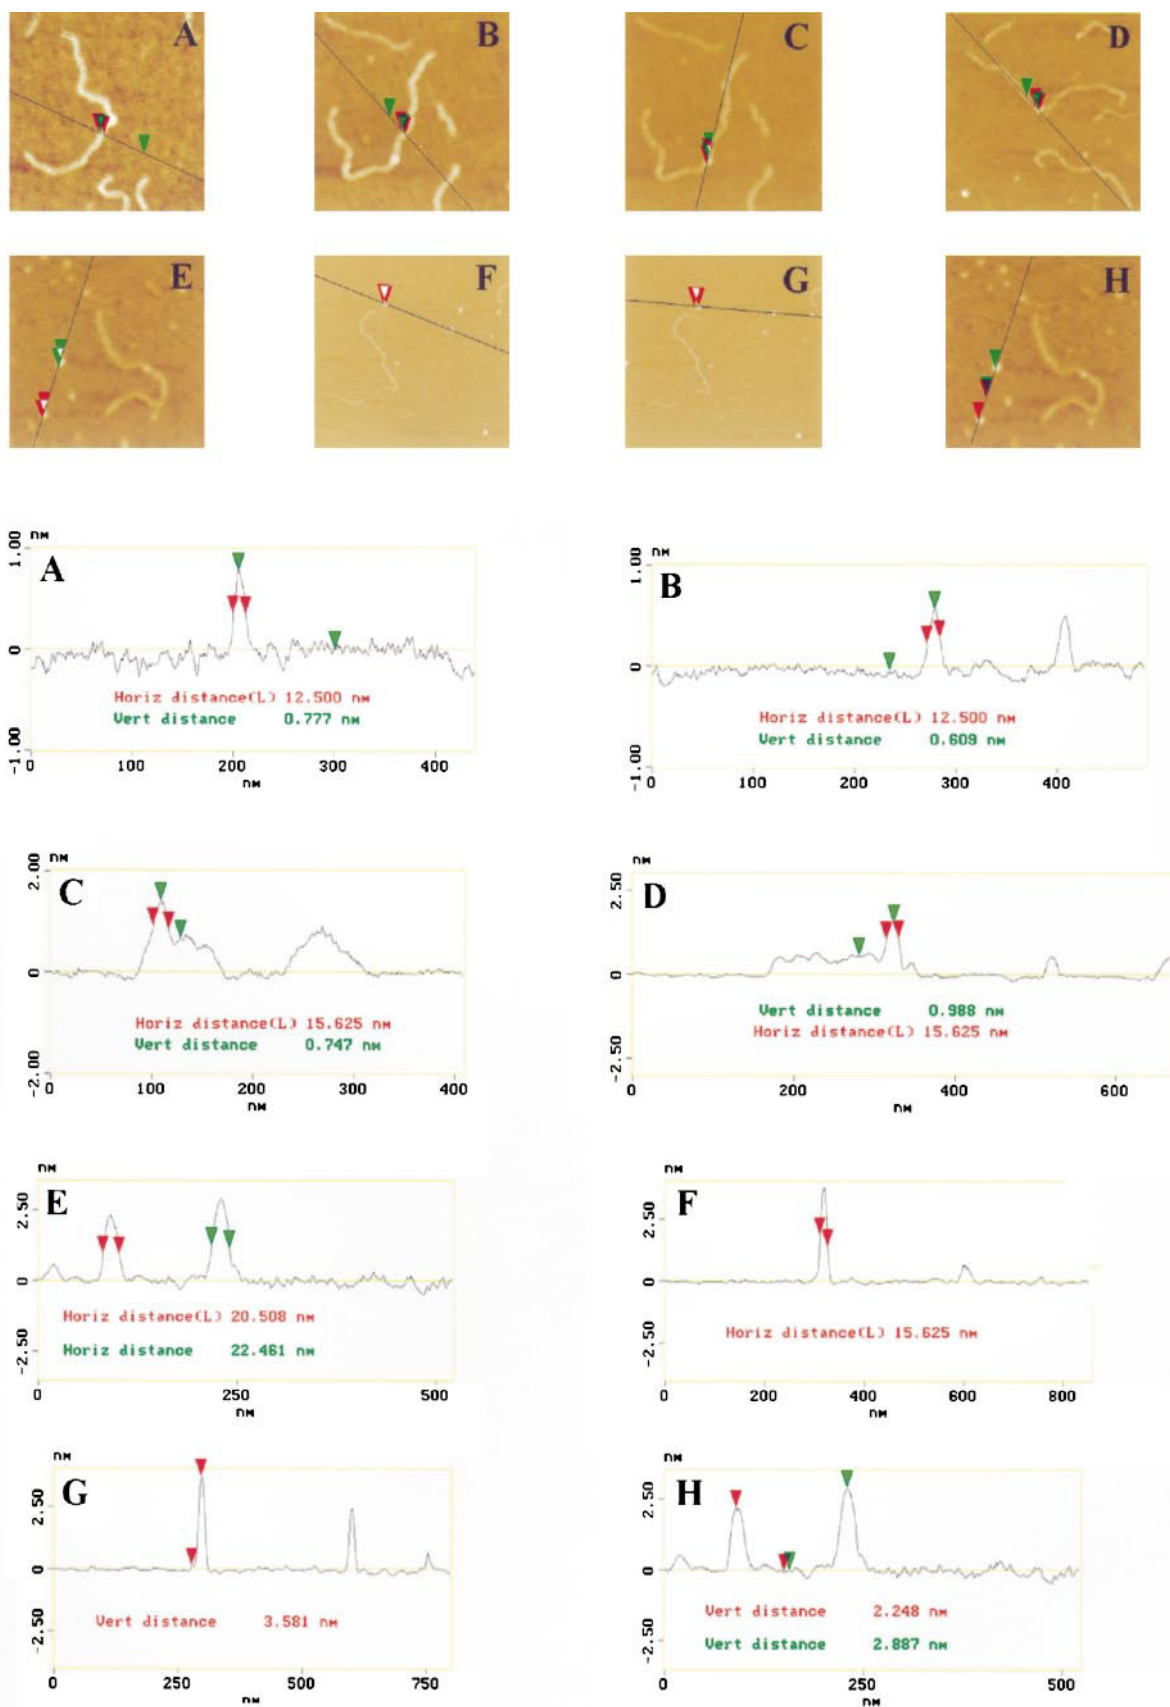 A
B
C
D
E
F
G
H
nm
1.00
0
-1.00
A
Horiz distance(L) 12.500 nm
Vert distance 0.777 nm
0 100 200 300 400
nm
nm
1.00
0
-1.00
B
Horiz distance(L) 12.500 nm
Vert distance 0.609 nm
0 100 200 300 400
nm
nm
2.00
0
-2.00
C
Horiz distance(L) 15.625 nm
Vert distance 0.747 nm
0 100 200 300 400
nm
nm
2.50
0
-2.50
D
Vert distance 0.988 nm
Horiz distance(L) 15.625 nm
0 200 400 600
nm
nm
2.50
0
-2.50
E
Horiz distance(L) 20.508 nm
Horiz distance 22.461 nm
0 250 500
nm
nm
2.50
0
-2.50
F
Horiz distance(L) 15.625 nm
0 200 400 600 800
nm
nm
2.50
0
-2.50
G
Vert distance 3.581 nm
0 250 500 750
nm
nm
2.50
0
-2.50
H
Vert distance 2.248 nm
Vert distance 2.887 nm
0 250 500
nm